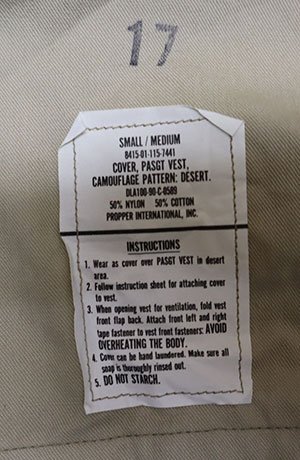 17
SMALL / MEDIUM
8415-01-115-7441
COVER, PASGT VEST,
CAMOUFLAGE PATTERN: DESERT.
DLA100-90-C-0589
50% NYLON 50% COTTON
PROPPER INTERNATIONAL, INC.
INSTRUCTIONS
1. Wear as cover over PASGT VEST in desert
area.
2. Follow instruction sheet for attaching cover
to vest.
3. When opening vest for ventilation, fold vest
front flap back. Attach front left and right
tape fastener to vest front fasteners: AVOID
OVERHEATING THE BODY.
4. Cover can be hand laundered. Make sure all
soap is thoroughly rinsed out.
5. DO NOT STARCH.